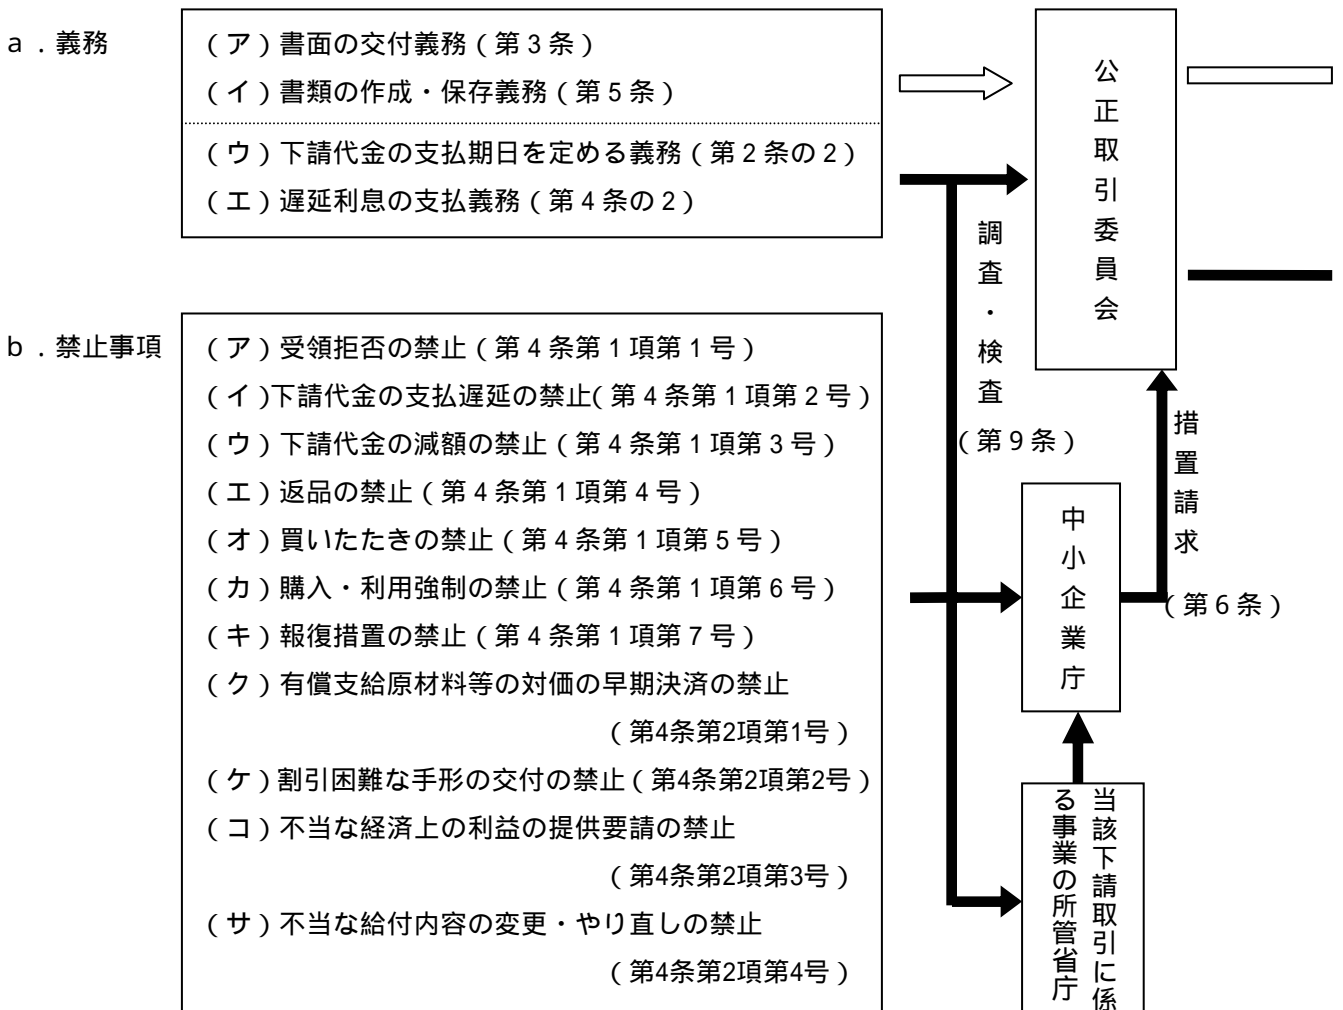 a．義務
（ア）書面の交付義務（第３条）
（イ）書類の作成・保存義務（第５条）
（ウ）下請代金の支払期日を定める義務（第２条の２）
（エ）遅延利息の支払義務（第４条の２）
b．禁止事項
（ア）受領拒否の禁止（第４条第１項第１号）
（イ）下請代金の支払遅延の禁止（第４条第１項第２号）
（ウ）下請代金の減額の禁止（第４条第１項第３号）
（エ）返品の禁止（第４条第１項第４号）
（オ）買いたたきの禁止（第４条第１項第５号）
（カ）購入・利用強制の禁止（第４条第１項第６号）
（キ）報復措置の禁止（第４条第１項第７号）
（ク）有償支給原材料等の対価の早期決済の禁止
（第4条第2項第1号）
（ケ）割引困難な手形の交付の禁止（第4条第2項第2号）
（コ）不当な経済上の利益の提供要請の禁止
（第4条第2項第3号）
（サ）不当な給付内容の変更・やり直しの禁止
（第4条第2項第4号）
調査・検査
（第９条）
公正取引委員会
措置請求
（第６条）
中小企業庁
当該下請取引に係
る事業の所管省庁